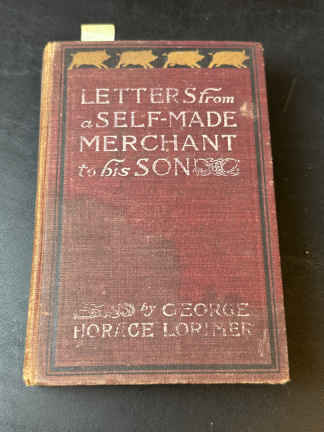 LETTERS from
a SELF-MADE
MERCHANT
to his SON
by GEORGE
HORACE LORIMER